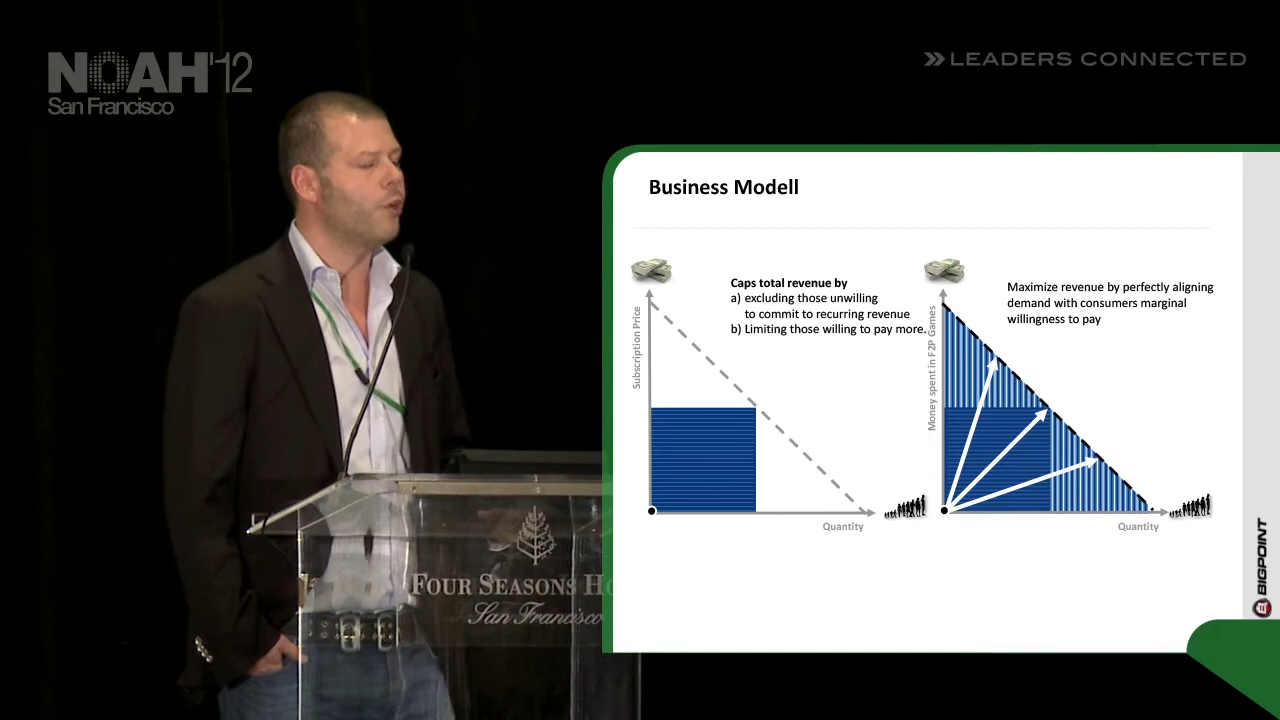 NOAH'12
San Francisco
LEADERS CONNECTED
Business Modell
Caps total revenue by
a) excluding those unwilling
to commit to recurring revenue
b) Limiting those willing to pay more.
Subscription Price
Quantity
Maximize revenue by perfectly aligning
demand with consumers marginal
willingness to pay
Money spent in F2P Games
Quantity
BIGPOINT
FOUR SEASONS HO
San Francisco